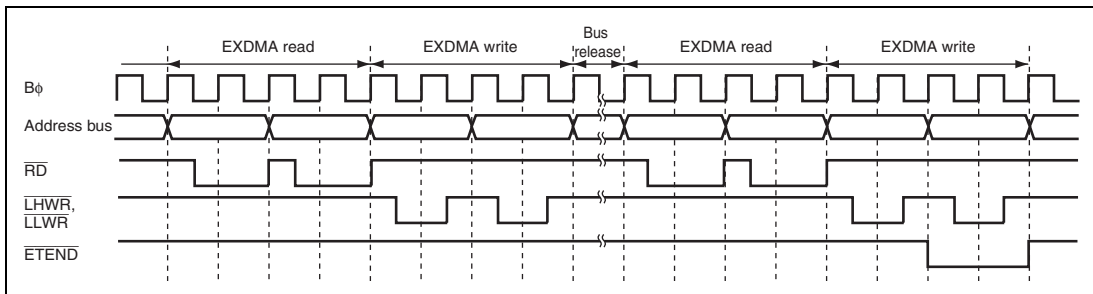 Bus
EXDMA read EXDMA write release EXDMA read EXDMA write
Bϕ
Address bus
RD
LHWR,
LLWR
ETEND